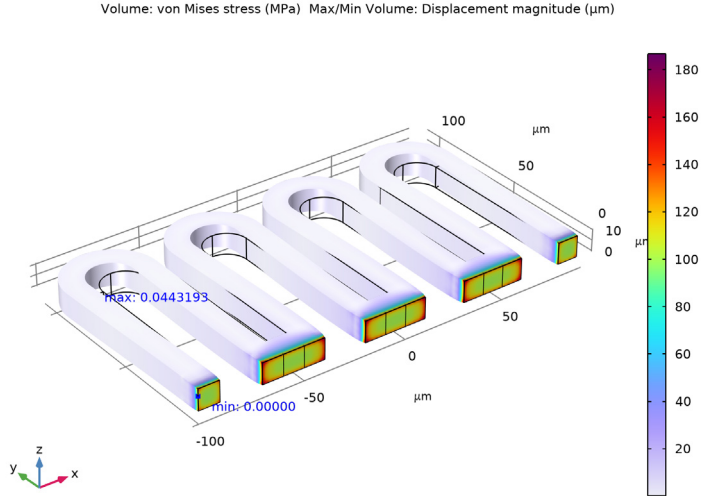 Volume: von Mises stress (MPa) Max/Min Volume: Displacement magnitude (µm)
180
160
140
120
100
80
60
40
20
100
µm
50
0
10
0
µm
max: 0.0443193
50
0
µm
-50
min: 0.00000
-100
z
y
x